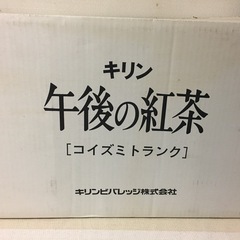 キリン
午後の紅茶
[コイズミトランク]
キリンビバレッジ株式会社